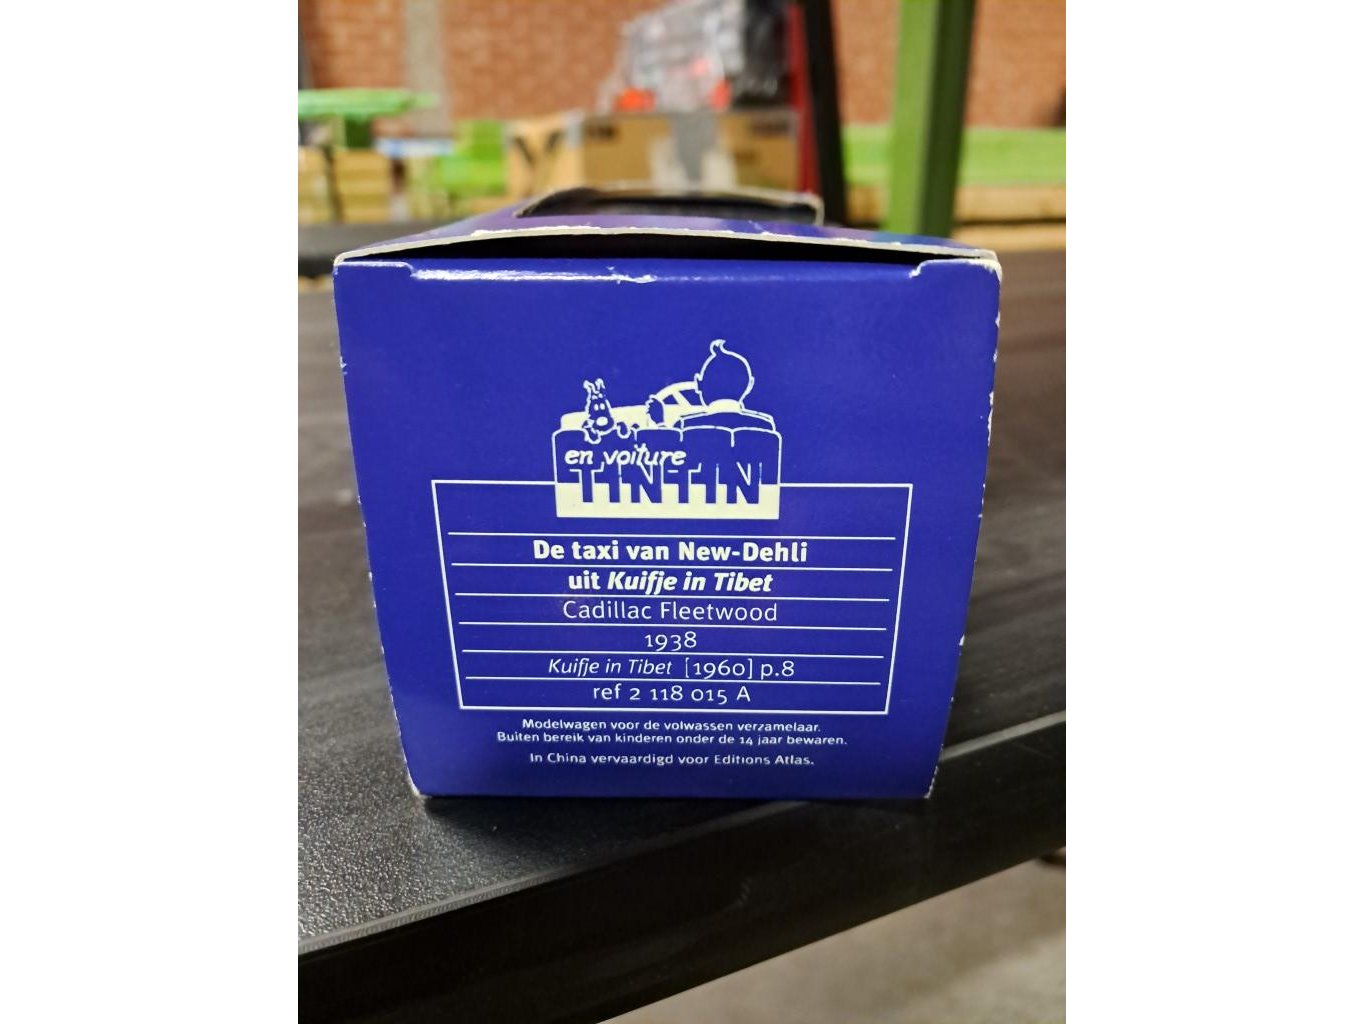 en voiture
TINTIN
De taxi van New-Dehli
uit Kuifje in Tibet
Cadillac Fleetwood
1938
Kuifje in Tibet [1960] p.8
ref 2 118 015 A
Modelwagen voor de volwassen verzamelaar.
Buiten bereik van kinderen onder de 14 jaar bewaren.
In China vervaardigd voor Editions Atlas.